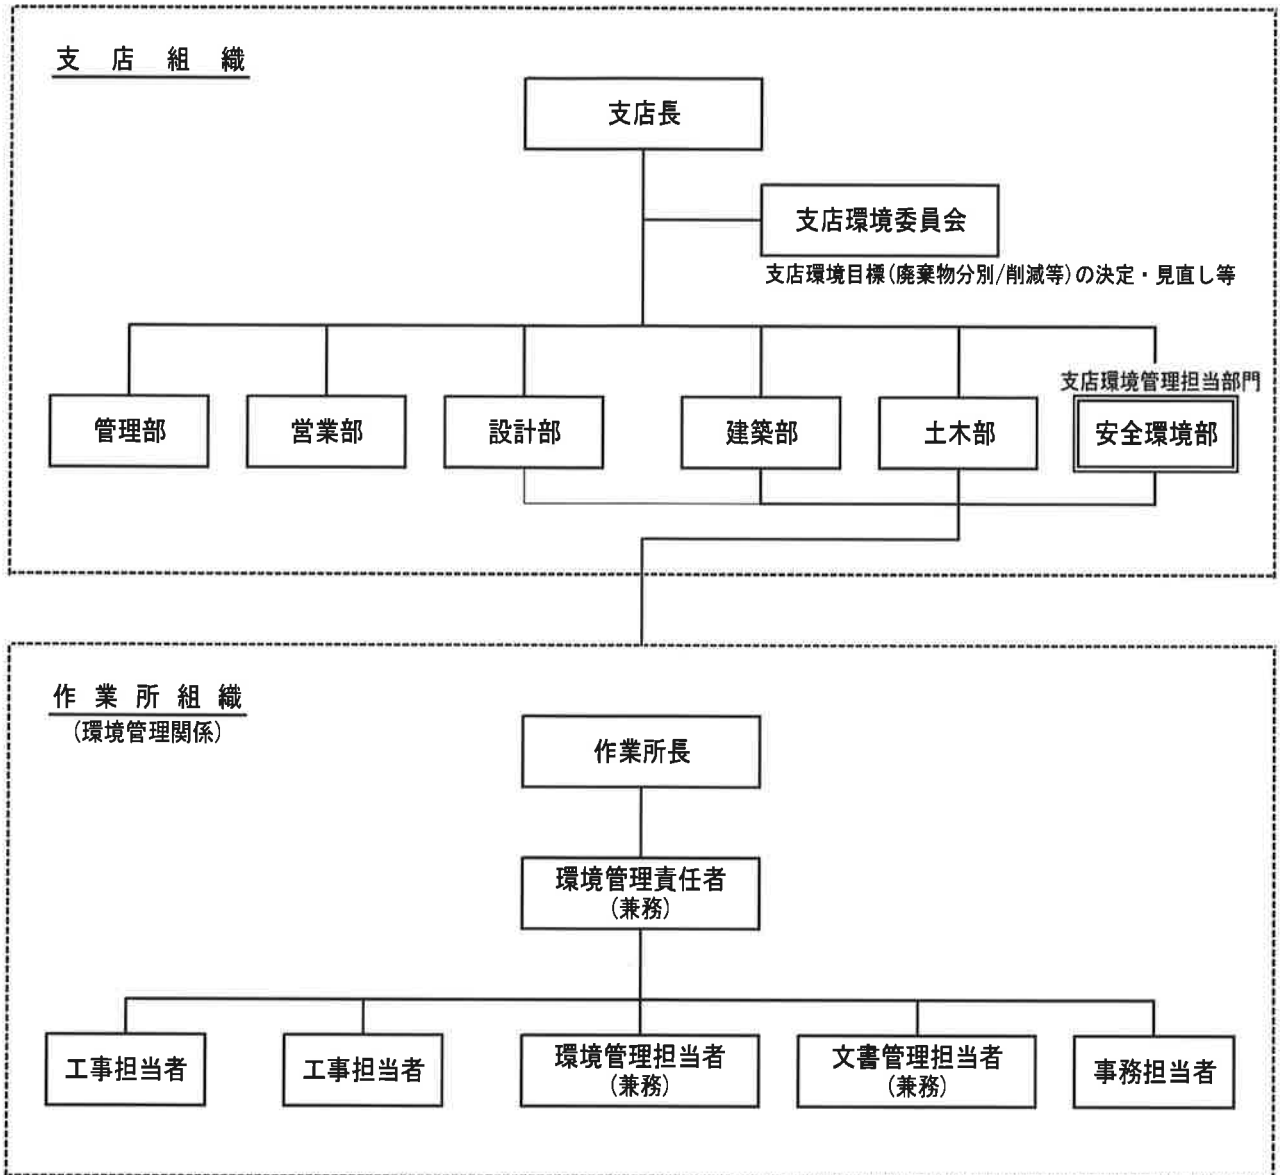 支店組織
支店長
支店環境委員会
支店環境目標(廃棄物分別/削減等)の決定・見直し等
支店環境管理担当部門
管理部
営業部
設計部
建築部
土木部
安全環境部
作業所組織
(環境管理関係)
作業所長
環境管理責任者
(兼務)
工事担当者
工事担当者
環境管理担当者
(兼務)
文書管理担当者
(兼務)
事務担当者